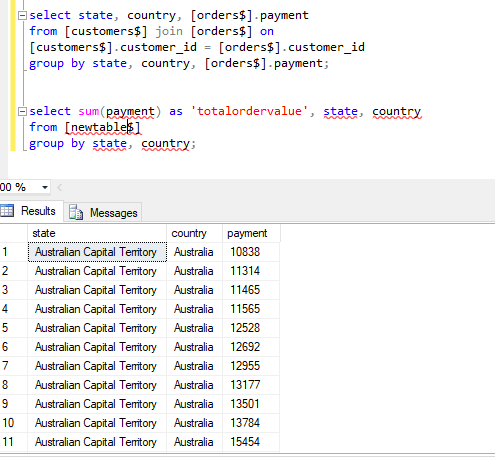 select state, country, [orders$].payment
from [customers$] join [orders$] on
[customers$].customer_id = [orders$].customer_id
group by state, country, [orders$].payment;
select sum(payment) as 'totalordervalue', state, country
from [newtable$]
group by state, country;
00 %
Results Messages
state country payment
1 Australian Capital Territory Australia 10838
2 Australian Capital Territory Australia 11314
3 Australian Capital Territory Australia 11465
4 Australian Capital Territory Australia 11565
5 Australian Capital Territory Australia 12528
6 Australian Capital Territory Australia 12692
7 Australian Capital Territory Australia 12955
8 Australian Capital Territory Australia 13177
9 Australian Capital Territory Australia 13501
10 Australian Capital Territory Australia 13784
11 Australian Capital Territory Australia 15454